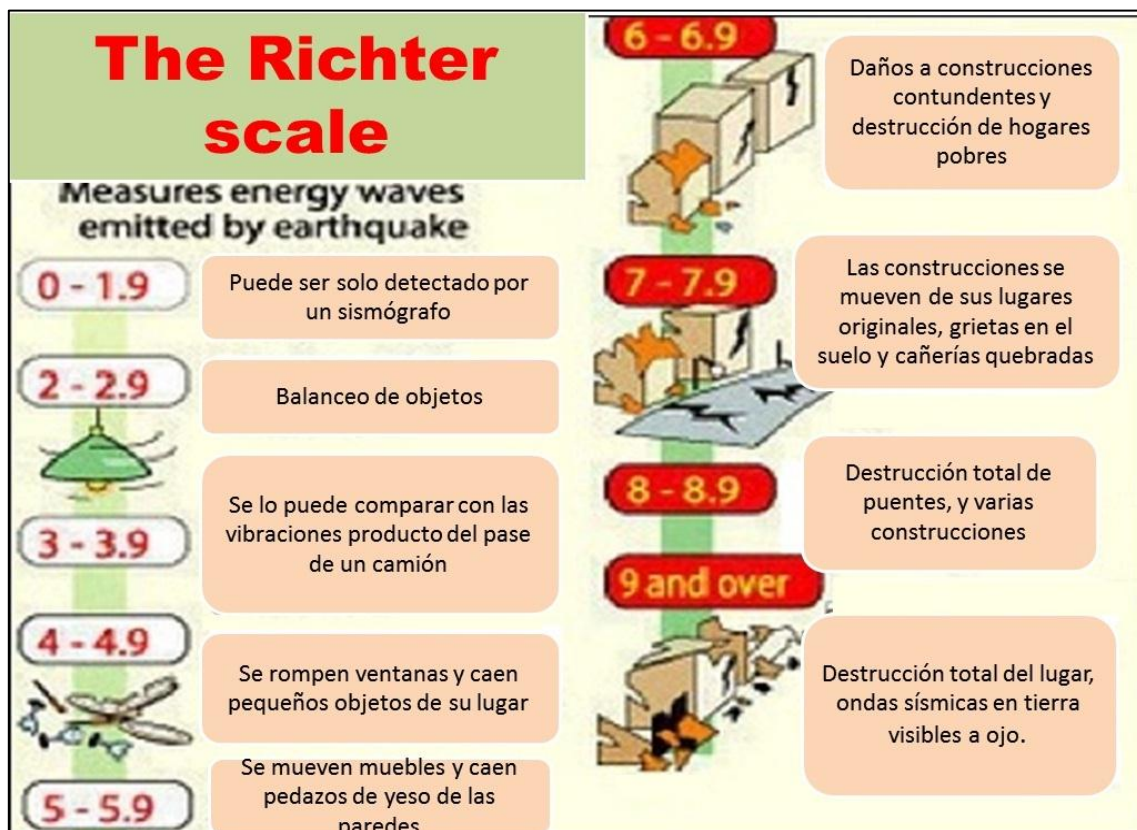 The Richter
scale
Measures energy waves
emitted by earthquake
0 - 1.9
Puede ser solo detectado por
un sismógrafo
2 - 2.9
Balanceo de objetos
3 - 3.9
Se lo puede comparar con las
vibraciones producto del pase
de un camión
4 - 4.9
Se rompen ventanas y caen
pequeños objetos de su lugar
5 - 5.9
Se mueven muebles y caen
pedazos de yeso de las
paredes
6 - 6.9
Daños a construcciones
contundentes y
destrucción de hogares
pobres
7 - 7.9
Las construcciones se
mueven de sus lugares
originales, grietas en el
suelo y cañerías quebradas
8 - 8.9
Destrucción total de
puentes, y varias
construcciones
9 and over
Destrucción total del lugar,
ondas sísmicas en tierra
visibles a ojo.